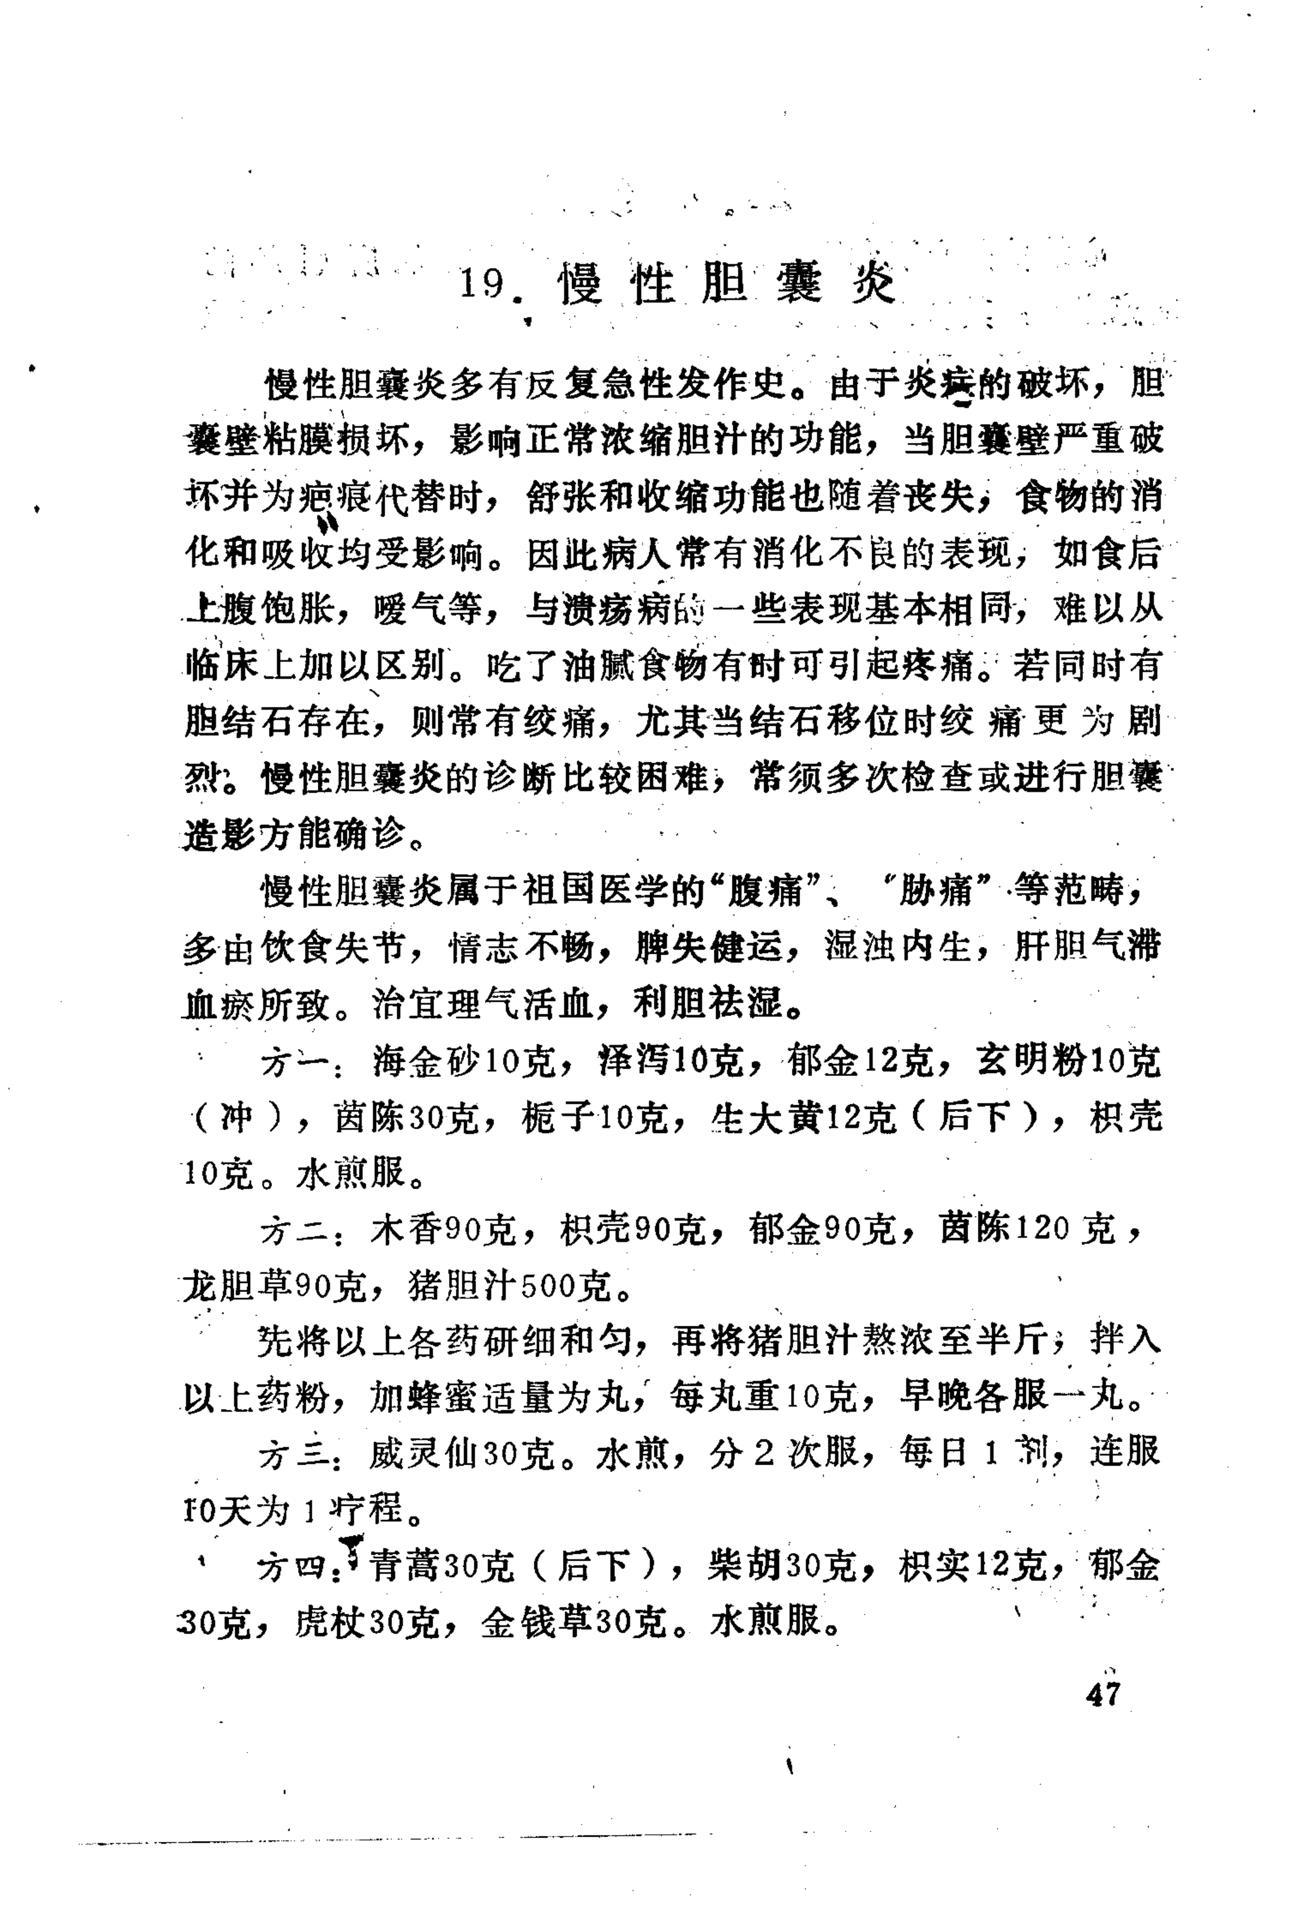 19．慢性胆囊炎
慢性胆囊炎多有反复急性发作史。由于炎症的破坏，胆
囊壁粘膜损坏，影响正常浓缩胆汁的功能，当胆囊壁严重破
坏并为疤痕代替时，舒张和收缩功能也随着丧失，食物的消
化和吸收均受影响。因此病人常有消化不良的表现，如食后
上腹饱胀，嗳气等，与溃疡病的一些表现基本相同，难以从
临床上加以区别。吃了油腻食物有时可引起疼痛。若同时有
胆结石存在，则常有绞痛，尤其当结石移位时绞痛更为剧
烈。慢性胆囊炎的诊断比较困难，常须多次检查或进行胆囊
造影方能确诊。
慢性胆囊炎属于祖国医学的“腹痛”、“胁痛”等范畴，
多由饮食失节，情志不畅，脾失健运，湿浊内生，肝胆气滞
血瘀所致。治宜理气活血，利胆祛湿。
方一：海金砂10克，泽泻10克，郁金12克，玄明粉10克
（冲），茵陈30克，栀子10克，生大黄12克（后下），枳壳
10克。水煎服。
方二：木香90克，枳壳90克，郁金90克，茵陈120克，
龙胆草90克，猪胆汁500克。
先将以上各药研细和匀，再将猪胆汁熬浓至半斤，拌入
以上药粉，加蜂蜜适量为丸，每丸重10克，早晚各服一丸。
方三：威灵仙30克。水煎，分2次服，每日1剂，连服
10天为1疗程。
方四：青蒿30克（后下），柴胡30克，枳实12克，郁金
30克，虎杖30克，金钱草30克。水煎服。
47